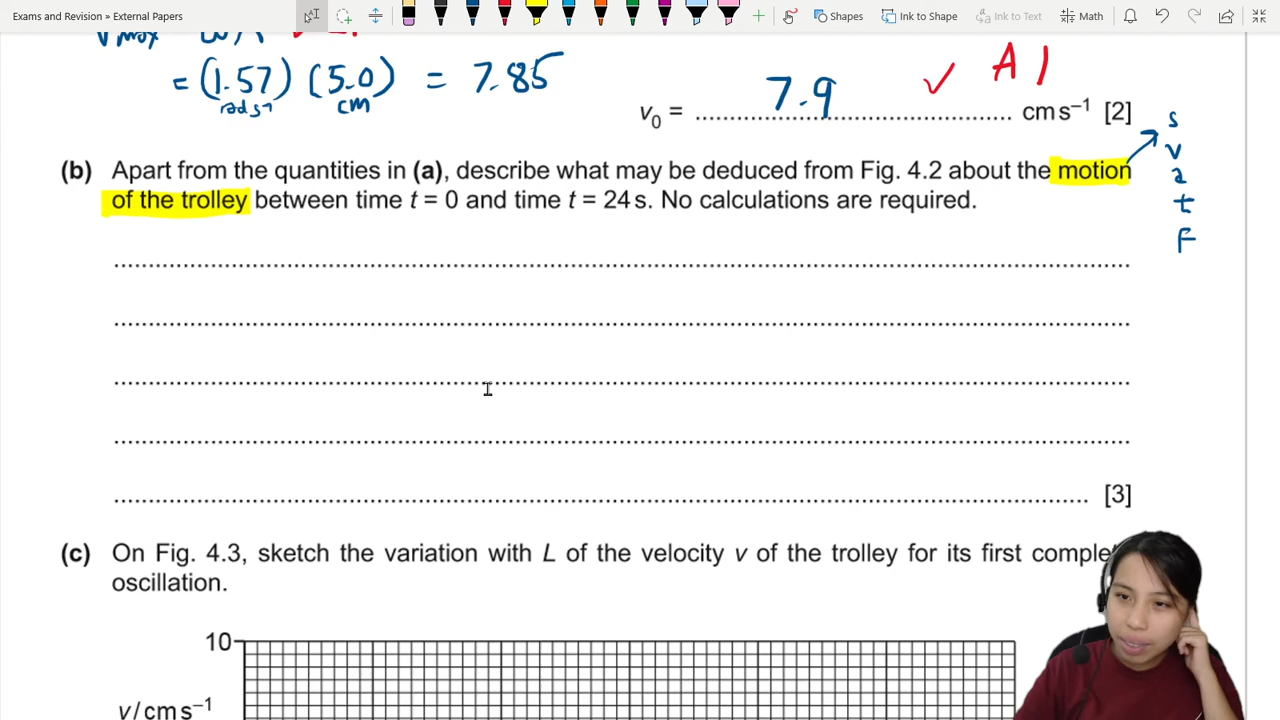 Exams and Revision » External Papers
Shapes Ink to Shape Ink to Text Math
= (1.57) (5.0) = 7.85
rad s⁻¹ cm
v₀ = 7.9 cm s⁻¹ [2] ✓ A1
(b) Apart from the quantities in (a), describe what may be deduced from Fig. 4.2 about the motion
of the trolley between time t = 0 and time t = 24 s. No calculations are required.
s
v
a
t
F
[3]
(c) On Fig. 4.3, sketch the variation with L of the velocity v of the trolley for its first
oscillation.
10
v / cm s⁻¹